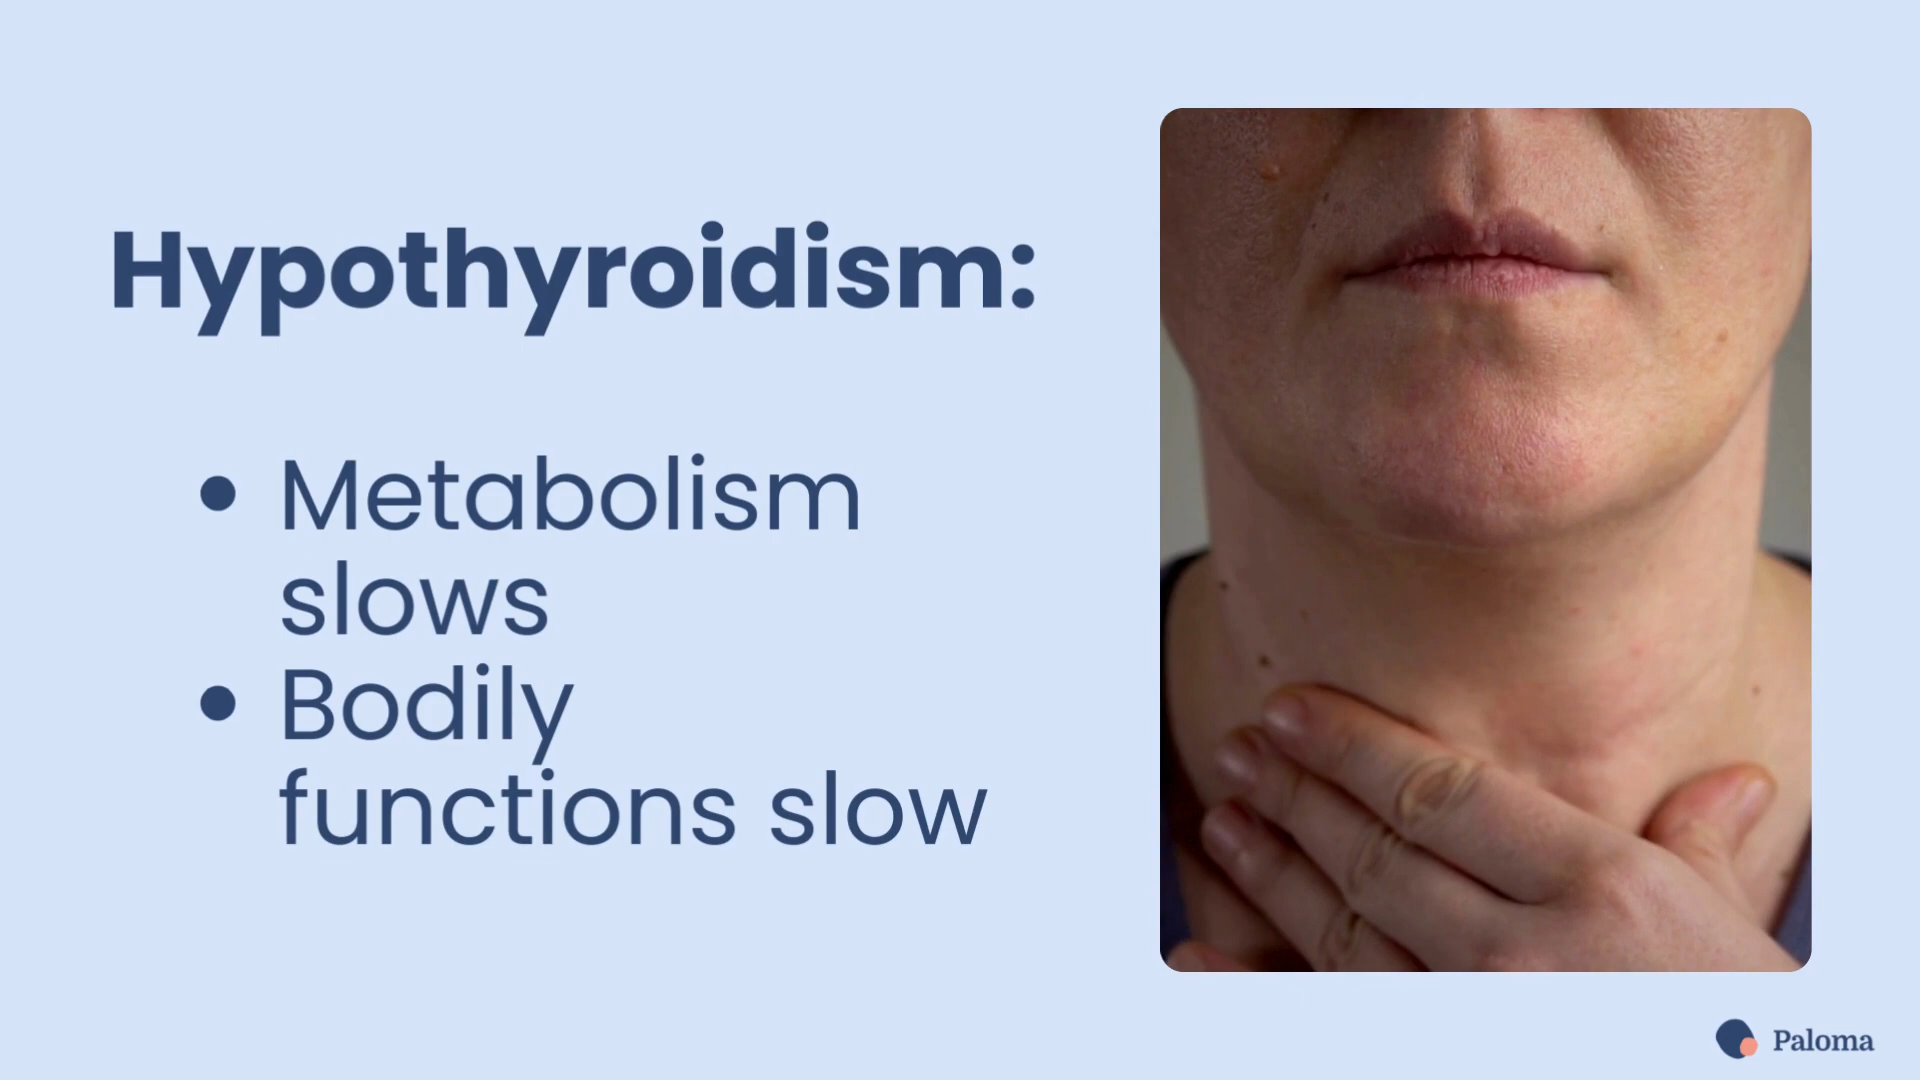 Hypothyroidism:
• Metabolism
slows
• Bodily
functions slow
Paloma